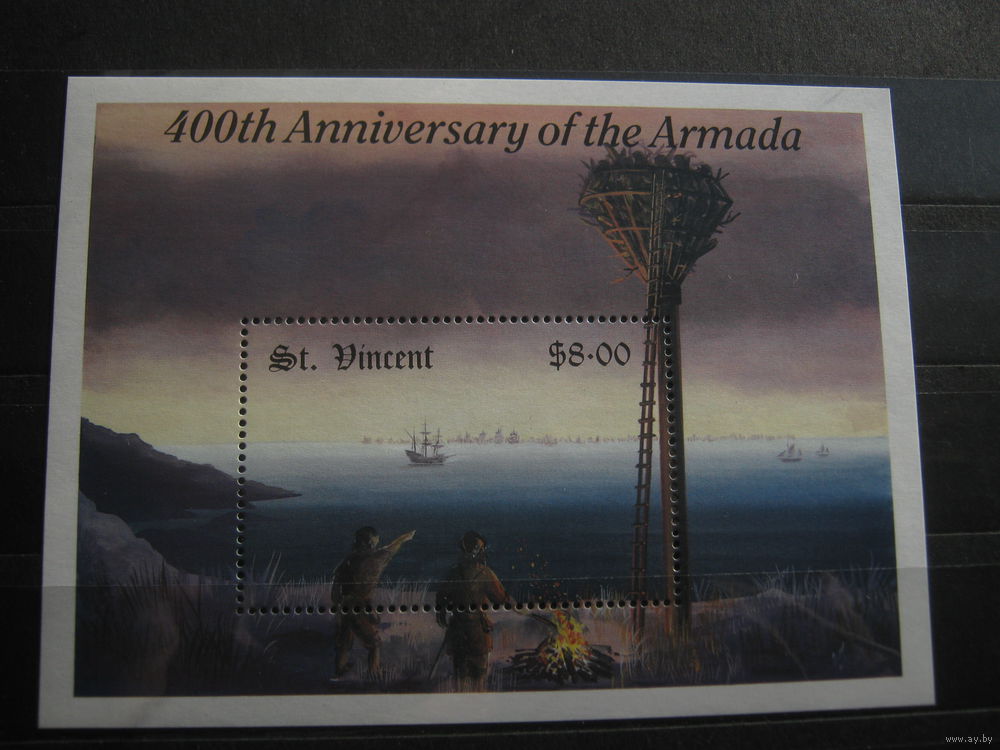 400th Anniversary of the Armada
St. Vincent $8·00
www.ay.by